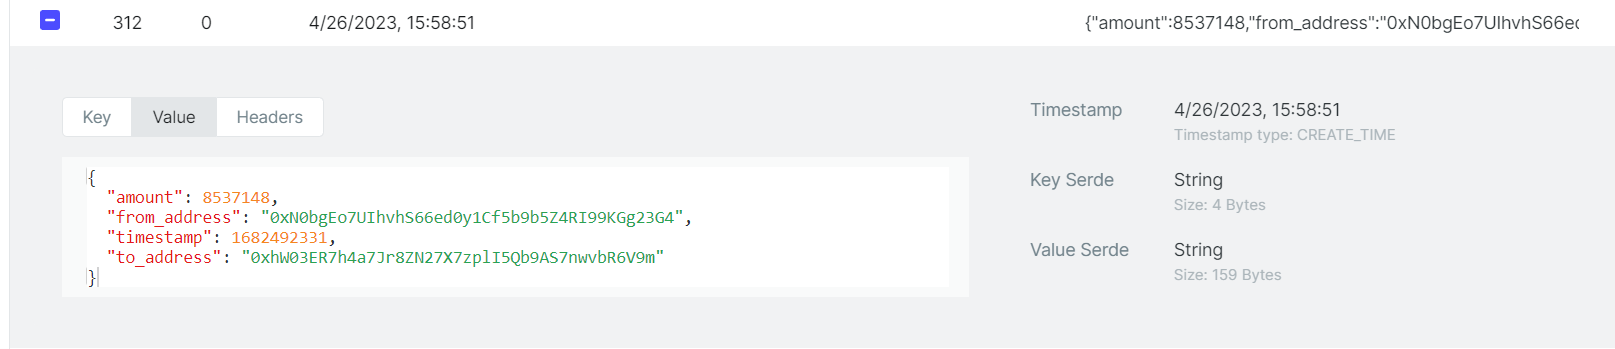 312 0 4/26/2023, 15:58:51 {"amount":8537148,"from_address":"0xN0bgEo7UIhvhS66ed
Key Value Headers
{
"amount": 8537148,
"from_address": "0xN0bgEo7UIhvhS66ed0y1Cf5b9b5Z4RI99KGg23G4",
"timestamp": 1682492331,
"to_address": "0xhW03ER7h4a7Jr8ZN27X7zplI5Qb9AS7nwvbR6V9m"
}
Timestamp 4/26/2023, 15:58:51
Timestamp type: CREATE_TIME
Key Serde String
Size: 4 Bytes
Value Serde String
Size: 159 Bytes